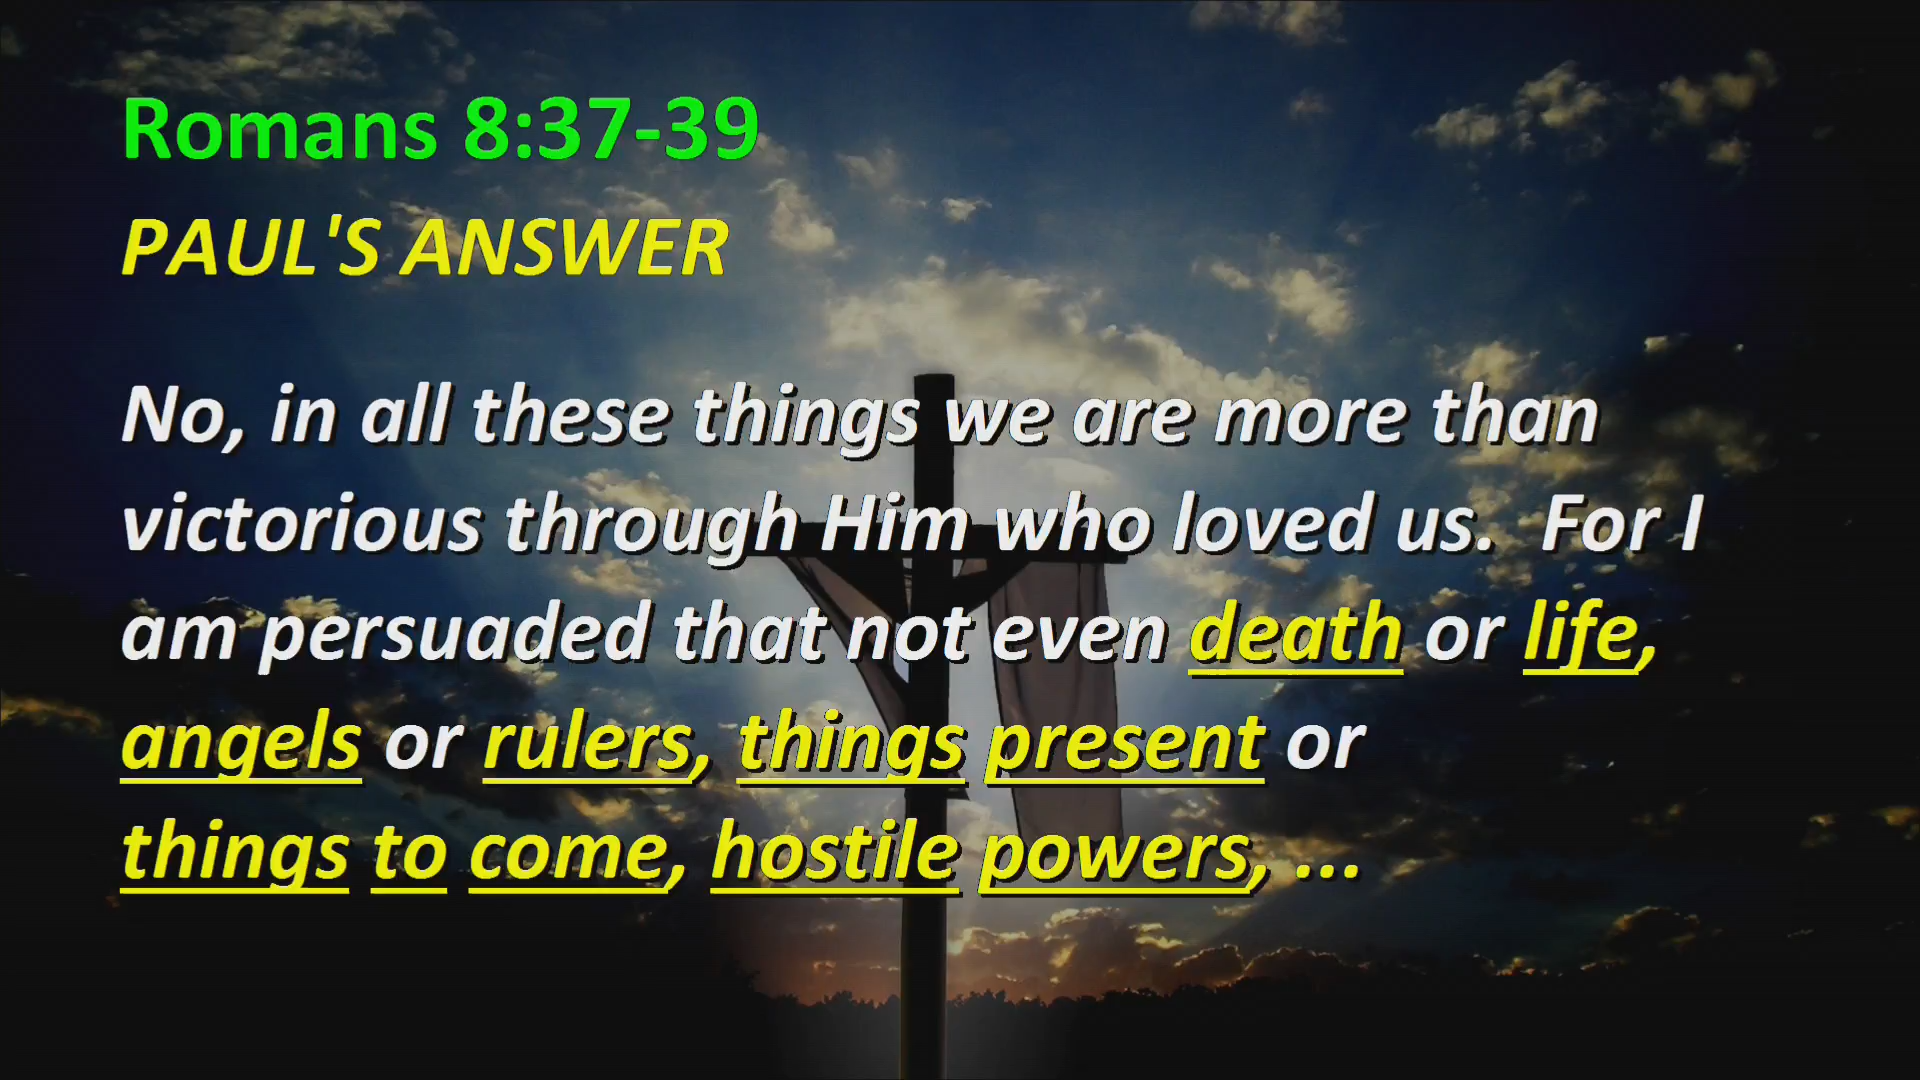 Romans 8:37-39
PAUL'S ANSWER
No, in all these things we are more than
victorious through Him who loved us.  For I
am persuaded that not even death or life,
angels or rulers, things present or
things to come, hostile powers, ...